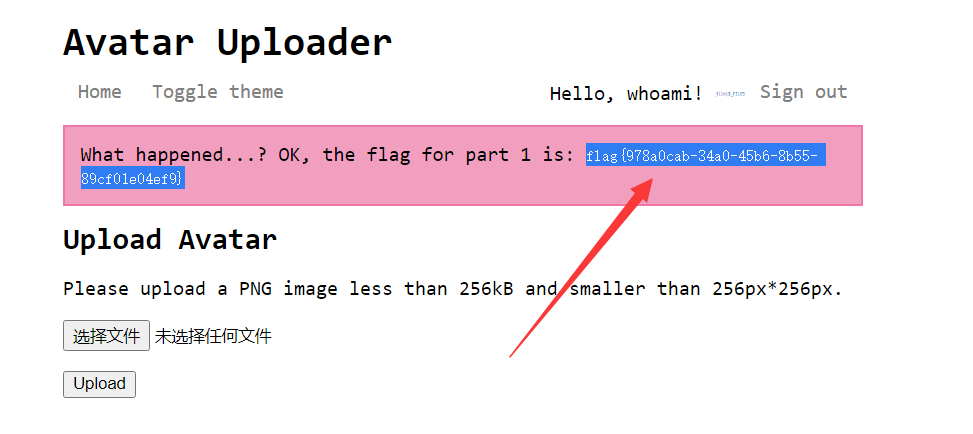 Avatar Uploader
Home Toggle theme Hello, whoami! Sign out
What happened...? OK, the flag for part 1 is: flag{978a0cab-34a0-45b6-8b55-
89cf01e04ef9}
Upload Avatar
Please upload a PNG image less than 256kB and smaller than 256px*256px.
选择文件 未选择任何文件
Upload